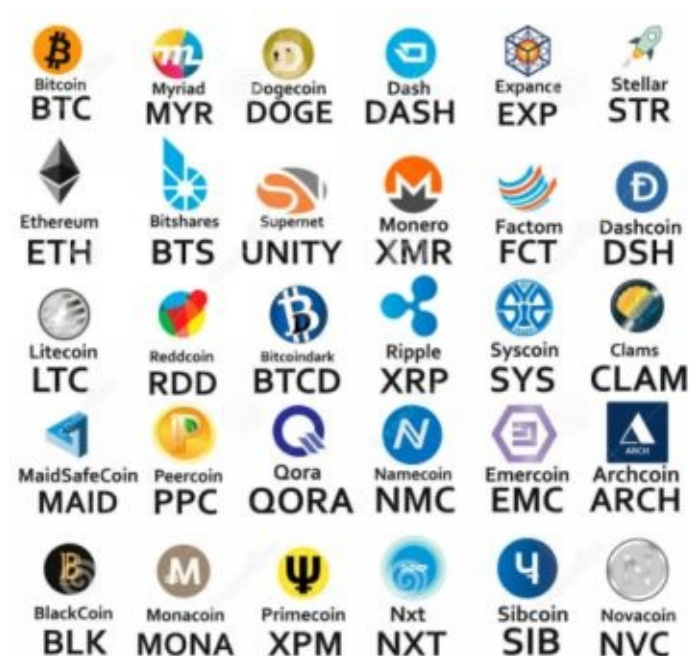 Bitcoin Myriad Dogecoin Dash Expance Stellar
BTC MYR DOGE DASH EXP STR
Ethereum Bitshares Supernet Monero Factom Dashcoin
ETH BTS UNITY XMR FCT DSH
Litecoin Reddcoin Bitcoindark Ripple Syscoin Clams
LTC RDD BTCD XRP SYS CLAM
ARCH
MaidSafeCoin Peercoin Qora Namecoin Emercoin Archcoin
MAID PPC QORA NMC EMC ARCH
BlackCoin Monacoin Primecoin Nxt Sibcoin Novacoin
BLK MONA XPM NXT SIB NVC